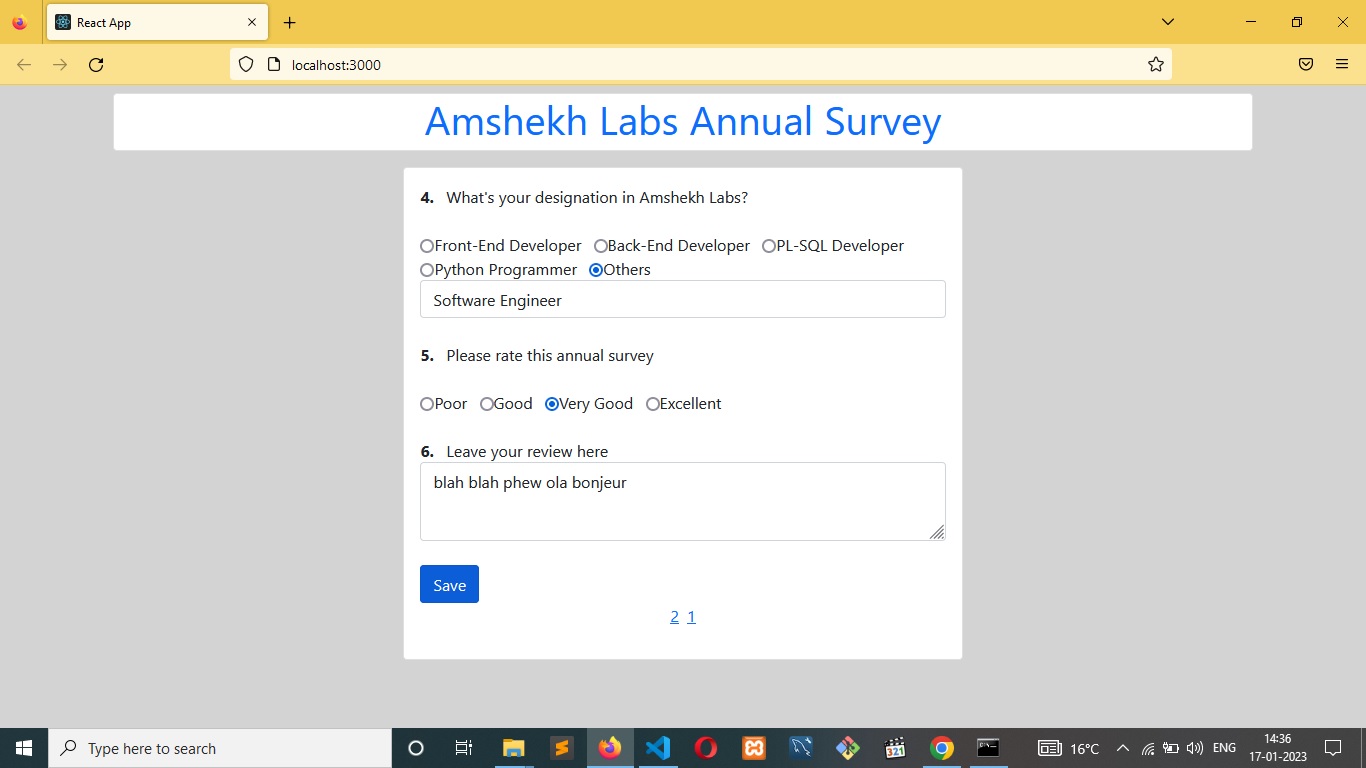 React App
localhost:3000
Amshekh Labs Annual Survey
4. What's your designation in Amshekh Labs?
Front-End Developer Back-End Developer PL-SQL Developer
Python Programmer Others
Software Engineer
5. Please rate this annual survey
Poor Good Very Good Excellent
6. Leave your review here
blah blah phew ola bonjeur
Save
2 1
Type here to search
321
16°C
ENG
14:36
17-01-2023